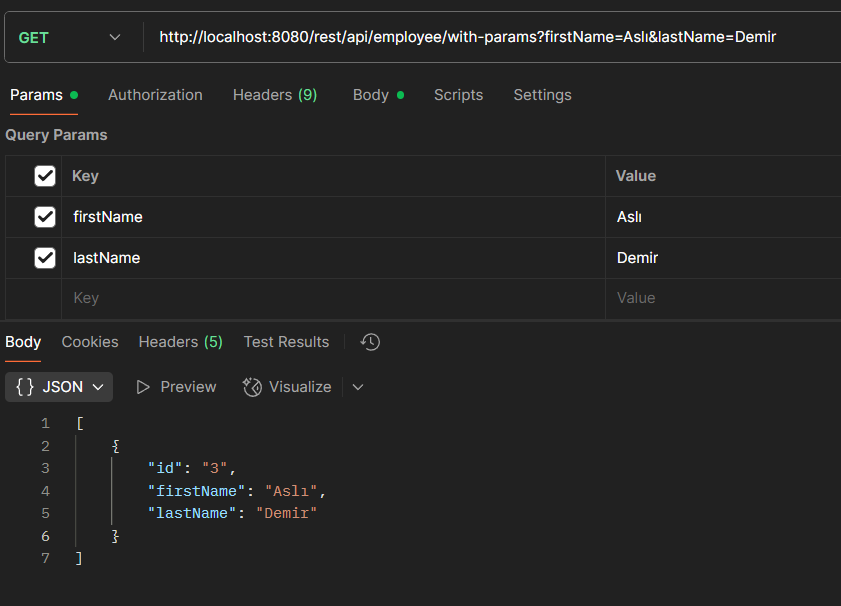 GET http://localhost:8080/rest/api/employee/with-params?firstName=Aslı&lastName=Demir
Params Authorization Headers (9) Body Scripts Settings
Query Params
Key Value
firstName Aslı
lastName Demir
Key Value
Body Cookies Headers (5) Test Results
{} JSON Preview Visualize
1 [
2 {
3 "id": "3",
4 "firstName": "Aslı",
5 "lastName": "Demir"
6 }
7 ]